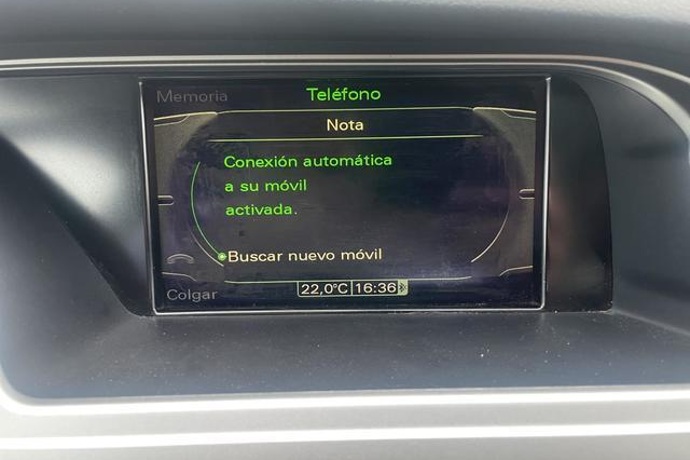 Memoria
Teléfono
Nota
Conexión automática
a su móvil
activada.
Buscar nuevo móvil
Colgar
22,0°C 16:36